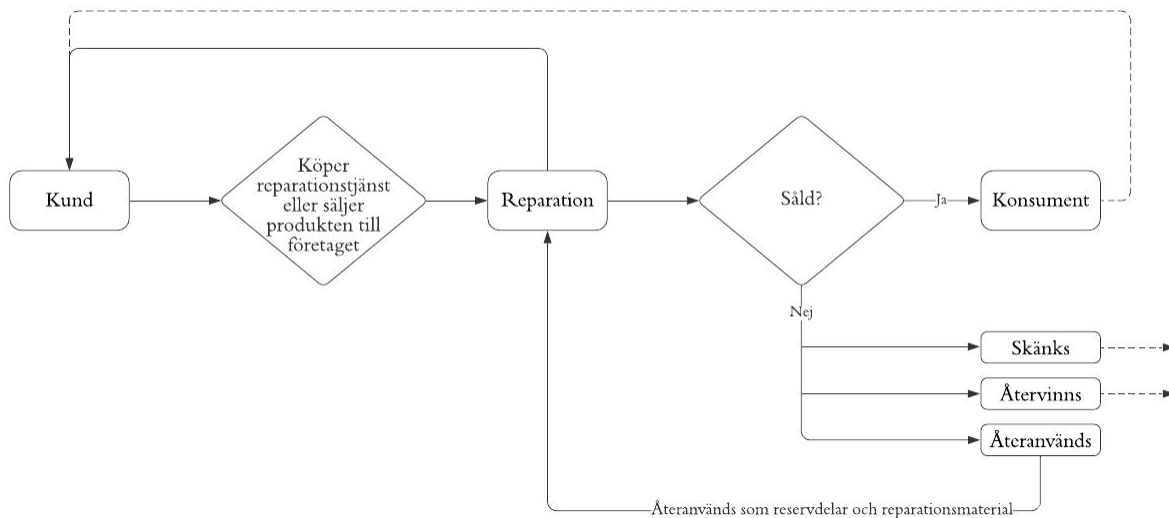 Kund
Köper
reparationstjänst
eller säljer
produkten till
företaget
Reparation
Såld?
Ja
Konsument
Nej
Skänks
Återvinns
Återanvänds
Återanvänds som reservdelar och reparationsmaterial